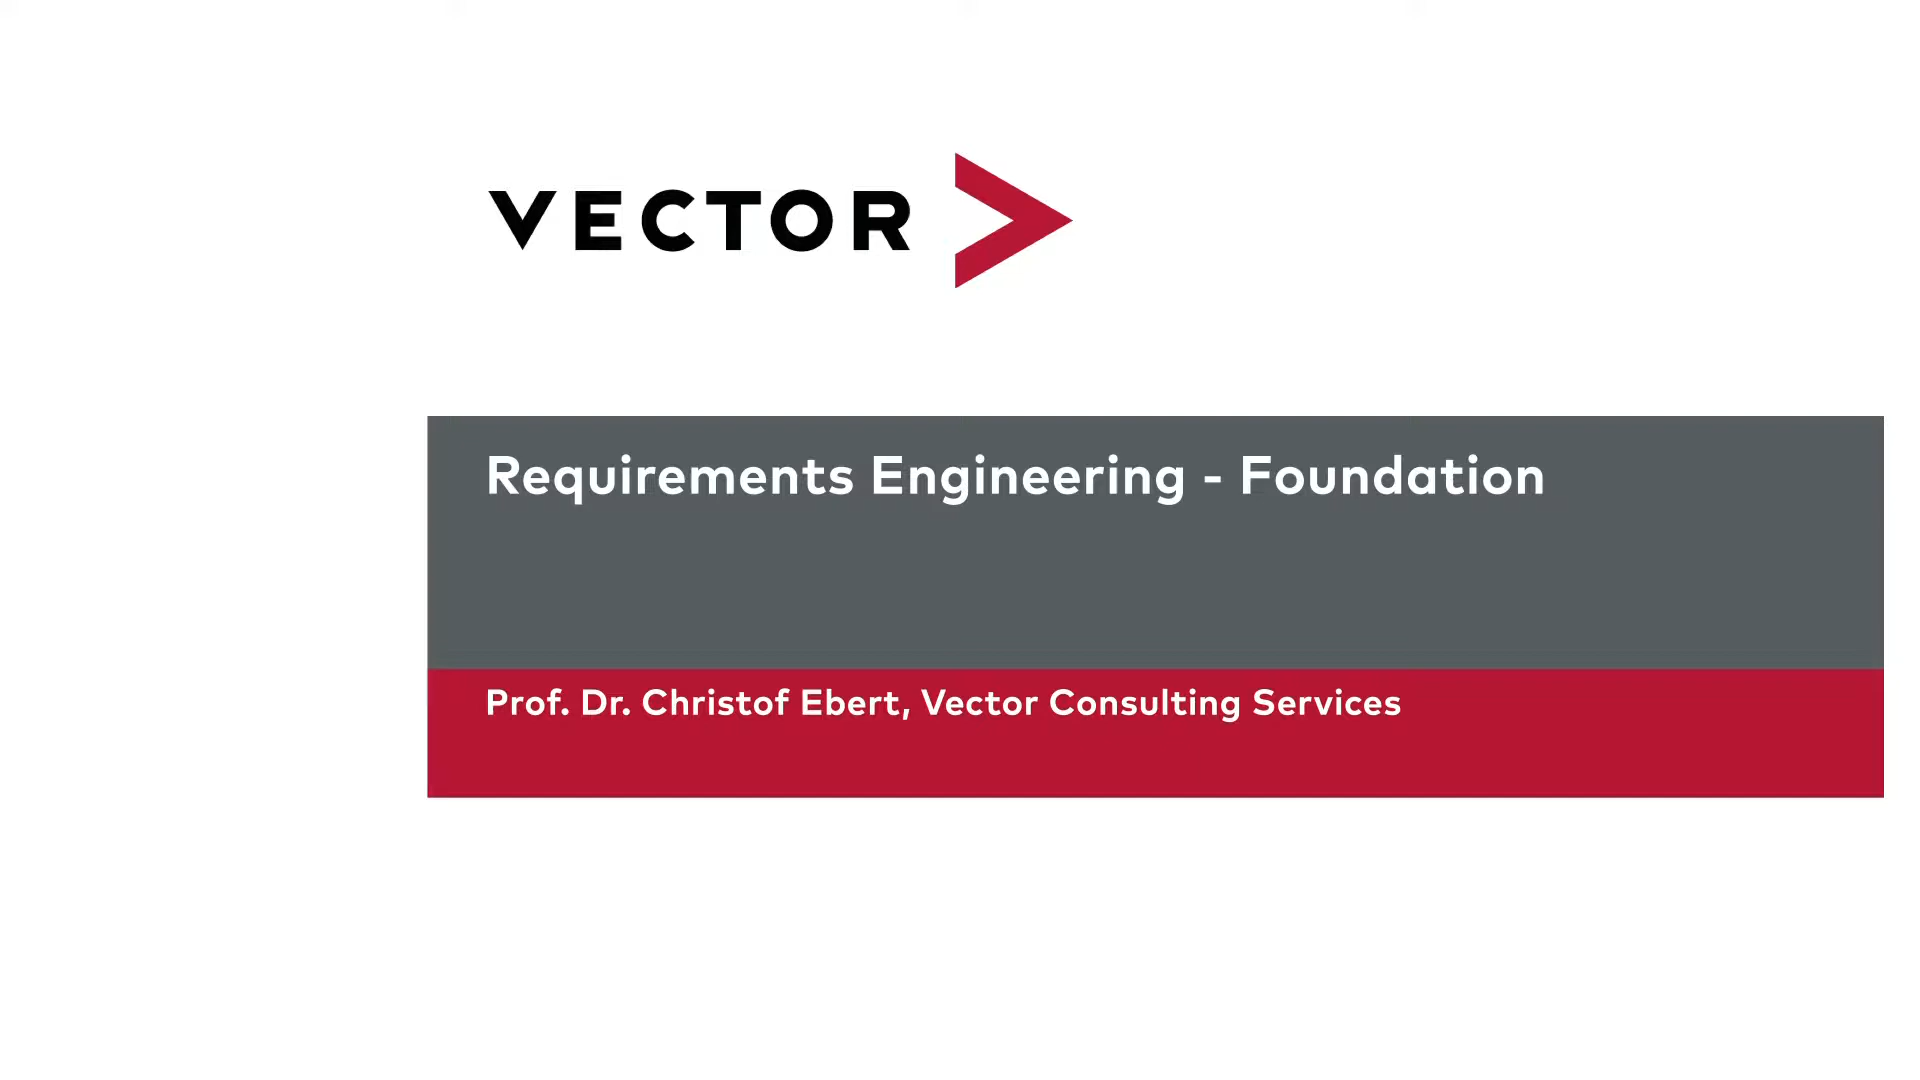 VECTOR
Requirements Engineering - Foundation
Prof. Dr. Christof Ebert, Vector Consulting Services